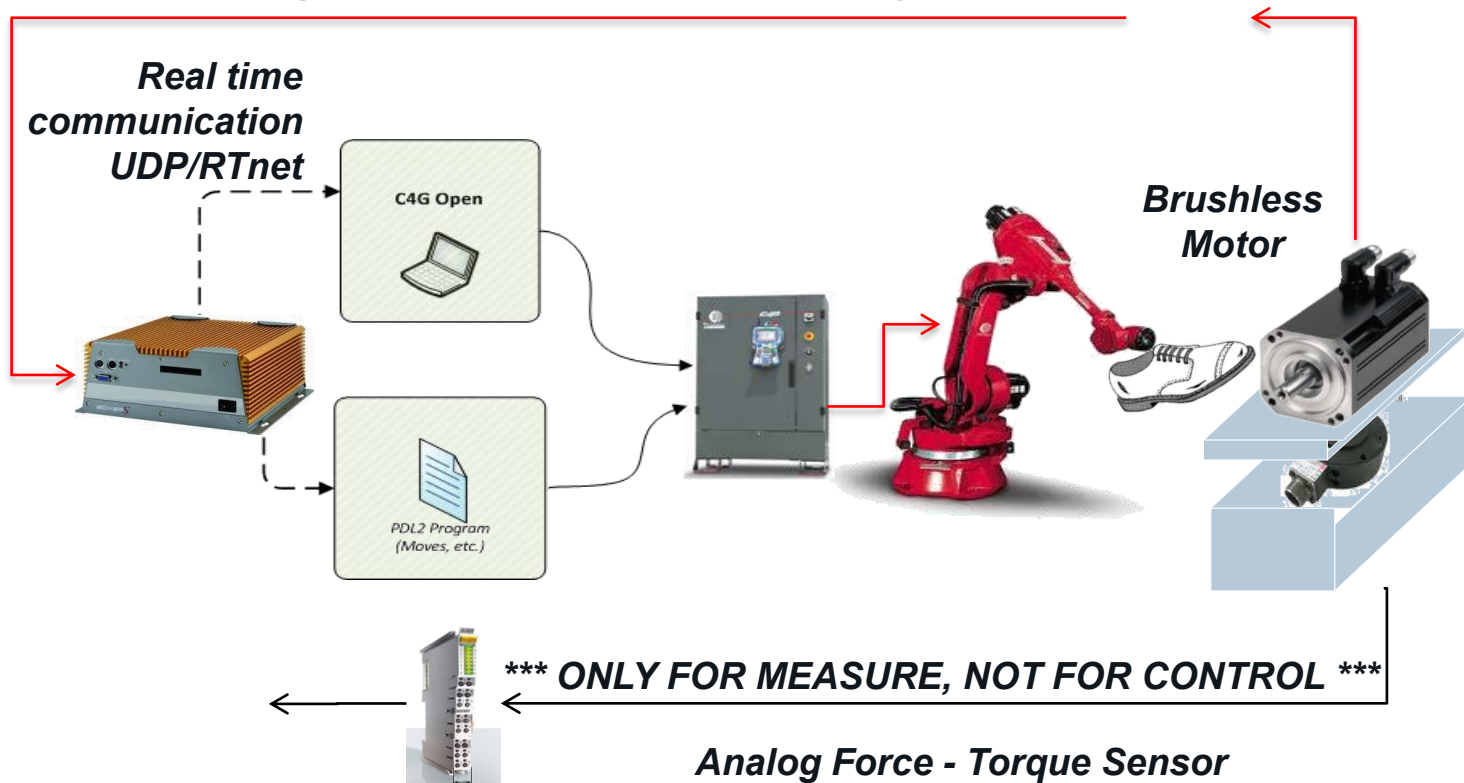 Real time
communication
UDP/RTnet
C4G Open
Brushless
Motor
PDL2 Program
(Moves, etc.)
*** ONLY FOR MEASURE, NOT FOR CONTROL ***
Analog Force - Torque Sensor